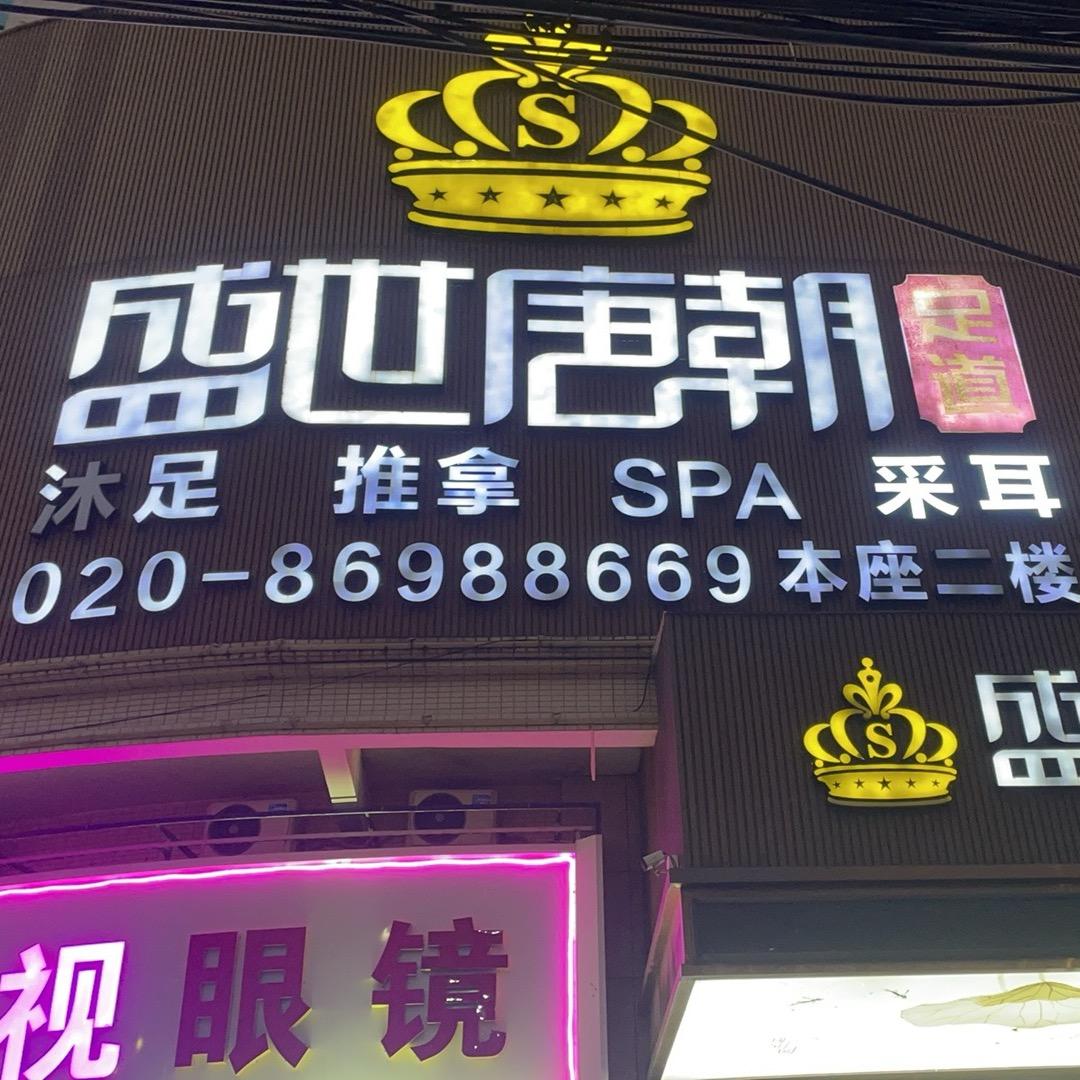 S
盛世唐朝 足道
沐足 推拿 SPA 采耳
020-86988669 本座二楼
S 盛
视眼镜